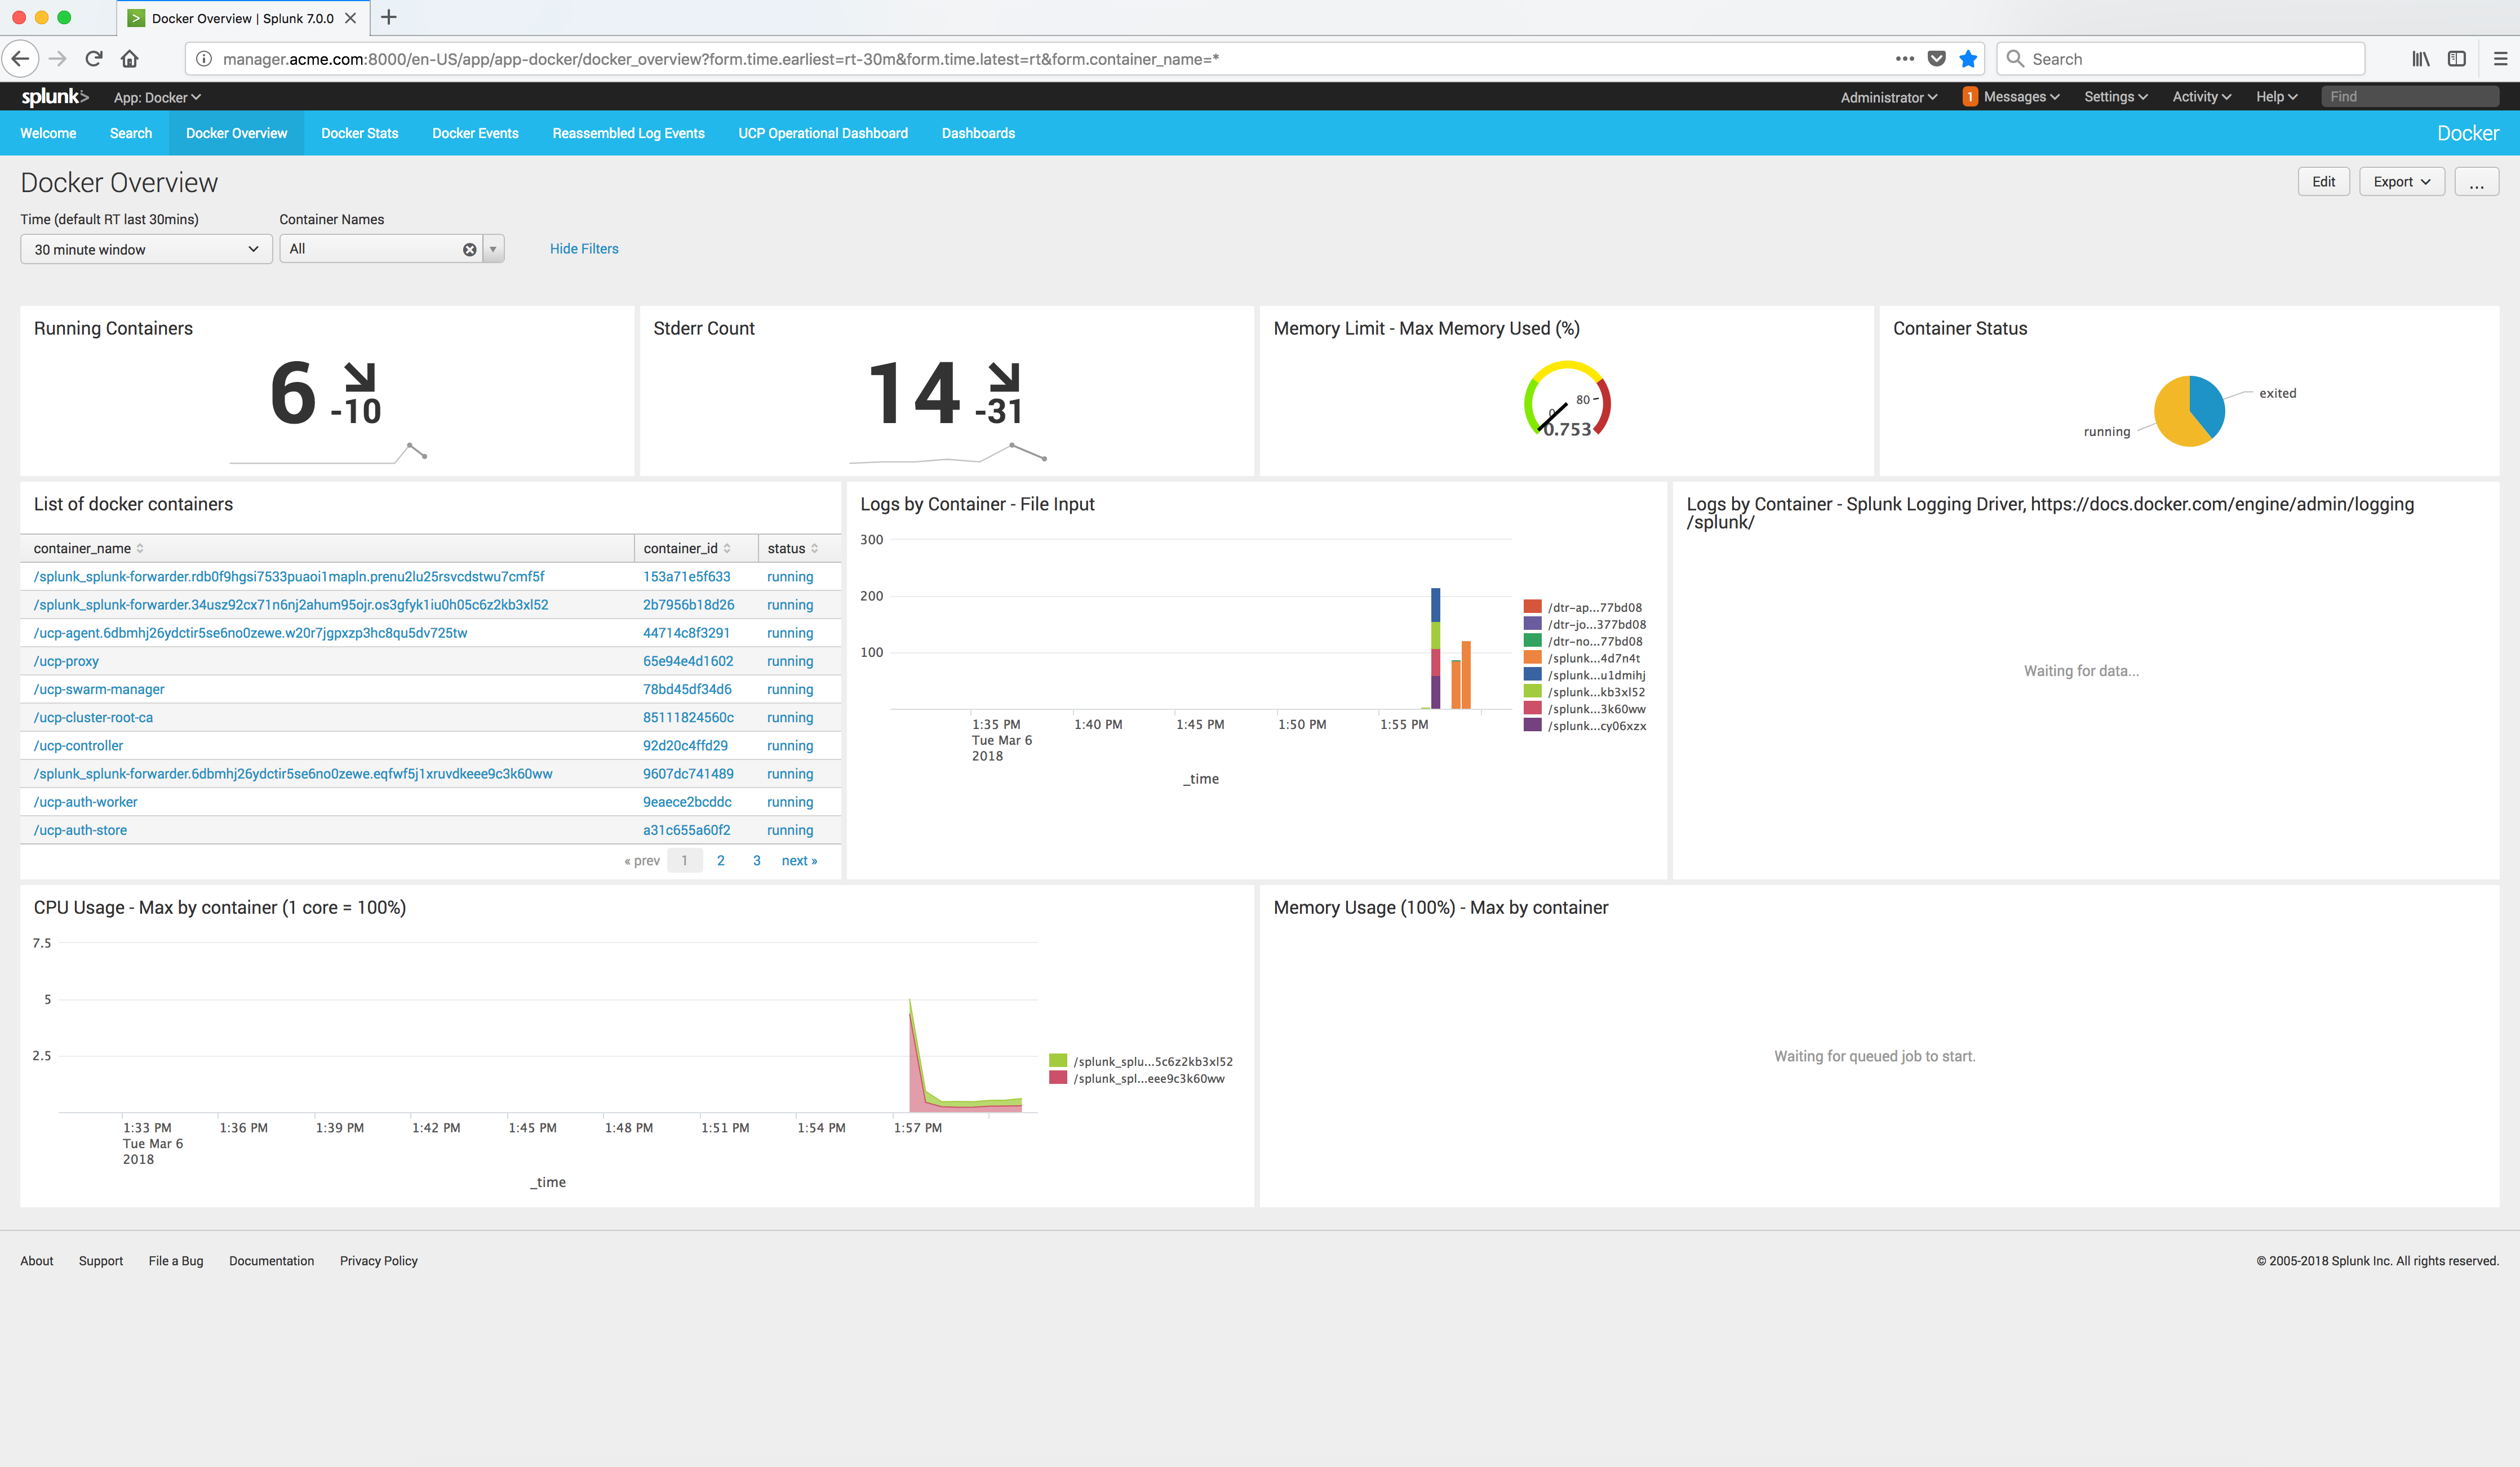 Docker Overview | Splunk 7.0.0
manager.acme.com:8000/en-US/app/app-docker/docker_overview?form.time.earliest=rt-30m&form.time.latest=rt&form.container_name=*
Search
splunk> App: Docker
Administrator 1 Messages Settings Activity Help Find
Welcome Search Docker Overview Docker Stats Docker Events Reassembled Log Events UCP Operational Dashboard Dashboards Docker
Docker Overview
Edit Export ...
Time (default RT last 30mins) Container Names
30 minute window All Hide Filters
Running Containers
6 -10
Stderr Count
14 -31
Memory Limit - Max Memory Used (%)
0 80
0.753
Container Status
exited
running
List of docker containers
container_name container_id status
/splunk_splunk-forwarder.rdb0f9hgsi7533puaoi1mapln.prenu2lu25rsvcdstwu7cmf5f 153a71e5f633 running
/splunk_splunk-forwarder.34usz92cx71n6nj2ahum95ojr.os3gfyk1iu0h05c6z2kb3xl52 2b7956b18d26 running
/ucp-agent.6dbmhj26ydctir5se6no0zewe.w20r7jgpxzp3hc8qu5dv725tw 44714c8f3291 running
/ucp-proxy 65e94e4d1602 running
/ucp-swarm-manager 78bd45df34d6 running
/ucp-cluster-root-ca 85111824560c running
/ucp-controller 92d20c4ffd29 running
/splunk_splunk-forwarder.6dbmhj26ydctir5se6no0zewe.eqfwf5j1xruvdkeee9c3k60ww 9607dc741489 running
/ucp-auth-worker 9eaece2bcddc running
/ucp-auth-store a31c655a60f2 running
« prev 1 2 3 next »
Logs by Container - File Input
300
200
100
1:35 PM 1:40 PM 1:45 PM 1:50 PM 1:55 PM
Tue Mar 6
2018
_time
/dtr-ap...77bd08
/dtr-jo...377bd08
/dtr-no...77bd08
/splunk...4d7n4t
/splunk...u1dmihj
/splunk...kb3xl52
/splunk...3k60ww
/splunk...cy06xzx
Logs by Container - Splunk Logging Driver, https://docs.docker.com/engine/admin/logging
/splunk/
Waiting for data...
CPU Usage - Max by container (1 core = 100%)
7.5
5
2.5
1:33 PM 1:36 PM 1:39 PM 1:42 PM 1:45 PM 1:48 PM 1:51 PM 1:54 PM 1:57 PM
Tue Mar 6
2018
_time
/splunk_splu...5c6z2kb3xl52
/splunk_spl...eee9c3k60ww
Memory Usage (100%) - Max by container
Waiting for queued job to start.
About Support File a Bug Documentation Privacy Policy
© 2005-2018 Splunk Inc. All rights reserved.